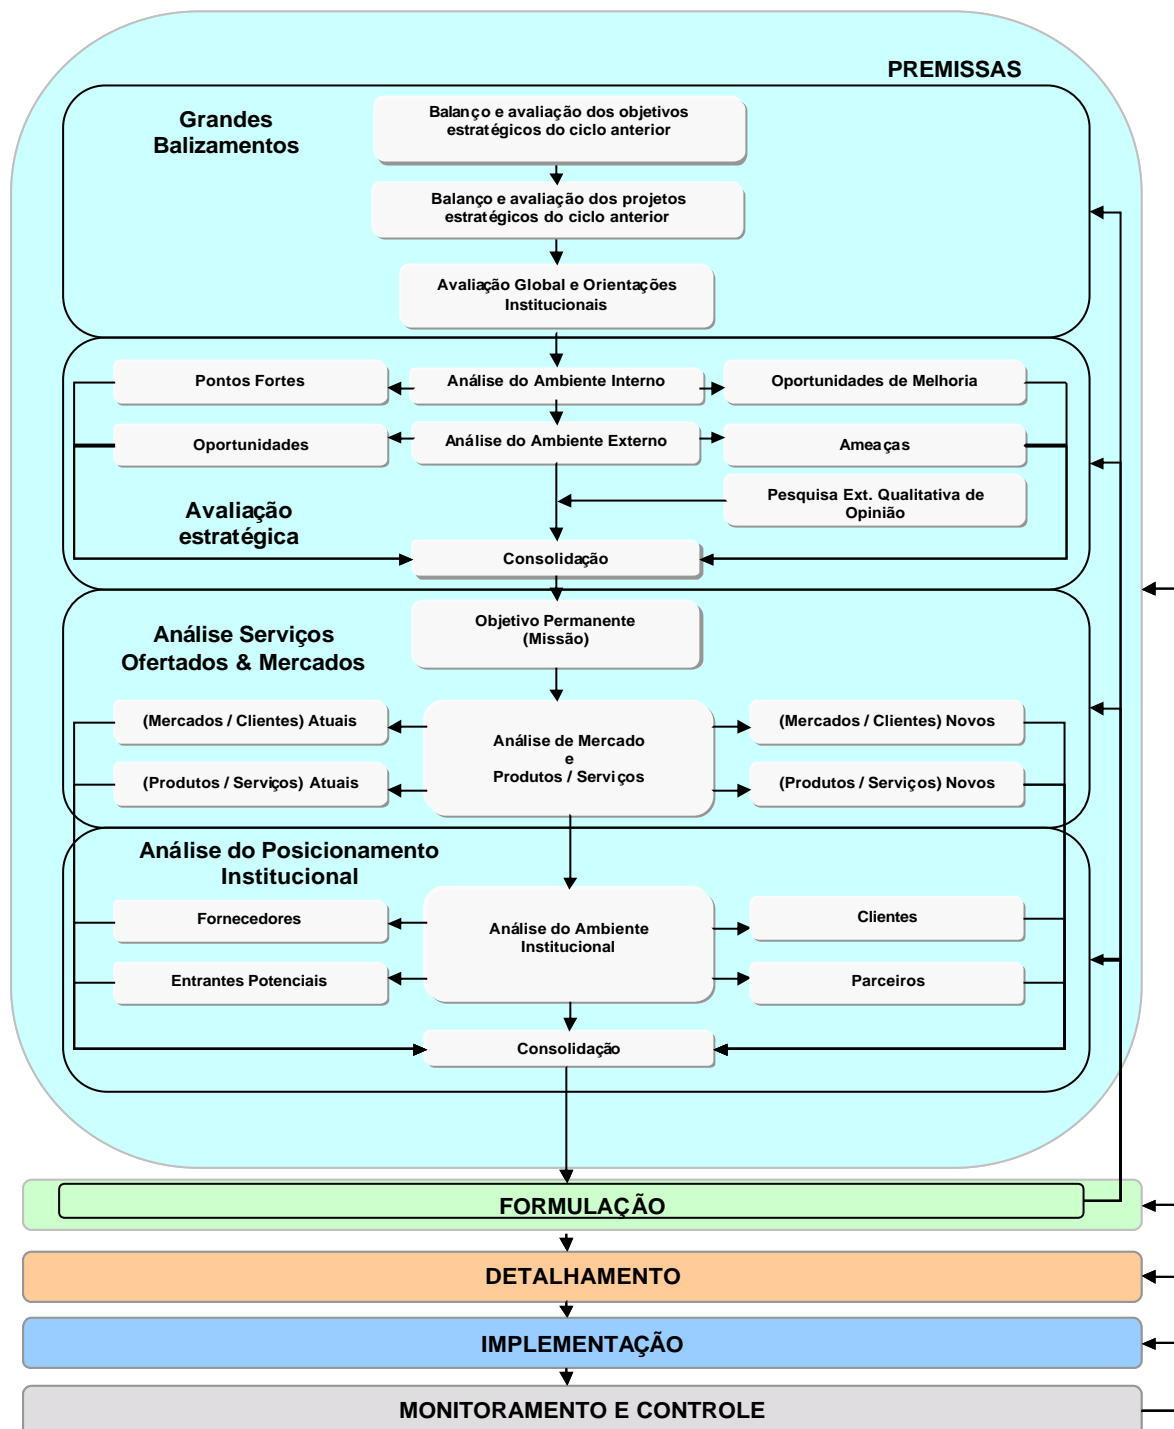 PREMISSAS
Grandes
Balizamentos
Balanço e avaliação dos objetivos
estratégicos do ciclo anterior
Balanço e avaliação dos projetos
estratégicos do ciclo anterior
Avaliação Global e Orientações
Institucionais
Pontos Fortes
Análise do Ambiente Interno
Oportunidades de Melhoria
Oportunidades
Análise do Ambiente Externo
Ameaças
Pesquisa Ext. Qualitativa de
Opinião
Avaliação
estratégica
Consolidação
Objetivo Permanente
(Missão)
Análise Serviços
Ofertados & Mercados
(Mercados / Clientes) Atuais
Análise de Mercado
e
Produtos / Serviços
(Mercados / Clientes) Novos
(Produtos / Serviços) Atuais
(Produtos / Serviços) Novos
Análise do Posicionamento
Institucional
Fornecedores
Análise do Ambiente
Institucional
Clientes
Entrantes Potenciais
Parceiros
Consolidação
FORMULAÇÃO
DETALHAMENTO
IMPLEMENTAÇÃO
MONITORAMENTO E CONTROLE